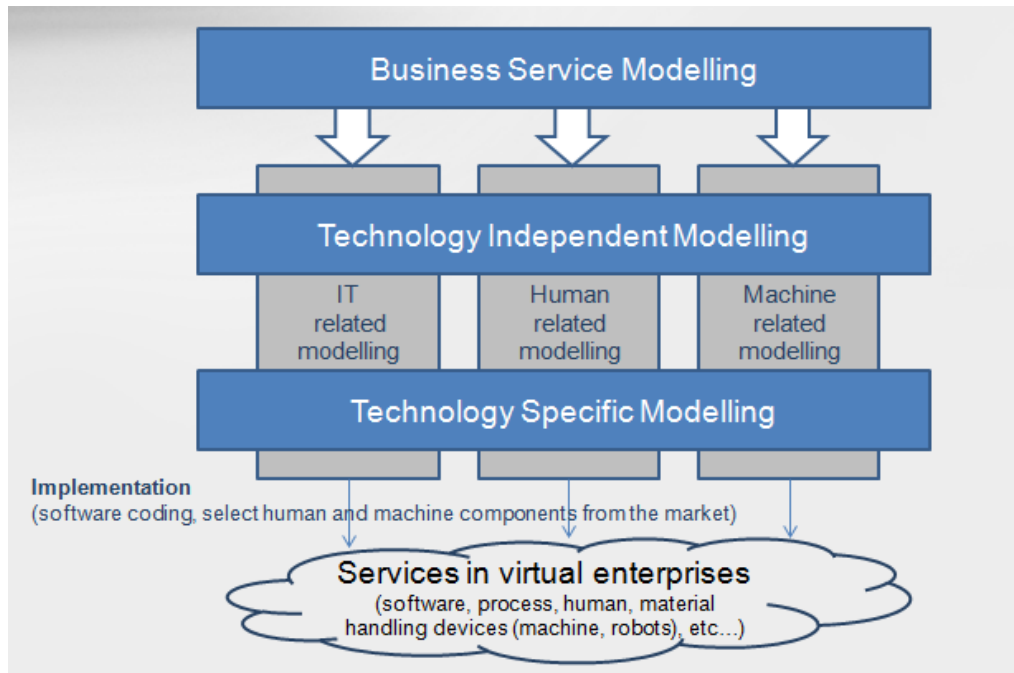 Business Service Modelling
Technology Independent Modelling
IT
related
modelling
Human
related
modelling
Machine
related
modelling
Technology Specific Modelling
Implementation
(software coding, select human and machine components from the market)
Services in virtual enterprises
(software, process, human, material
handling devices (machine, robots), etc...)